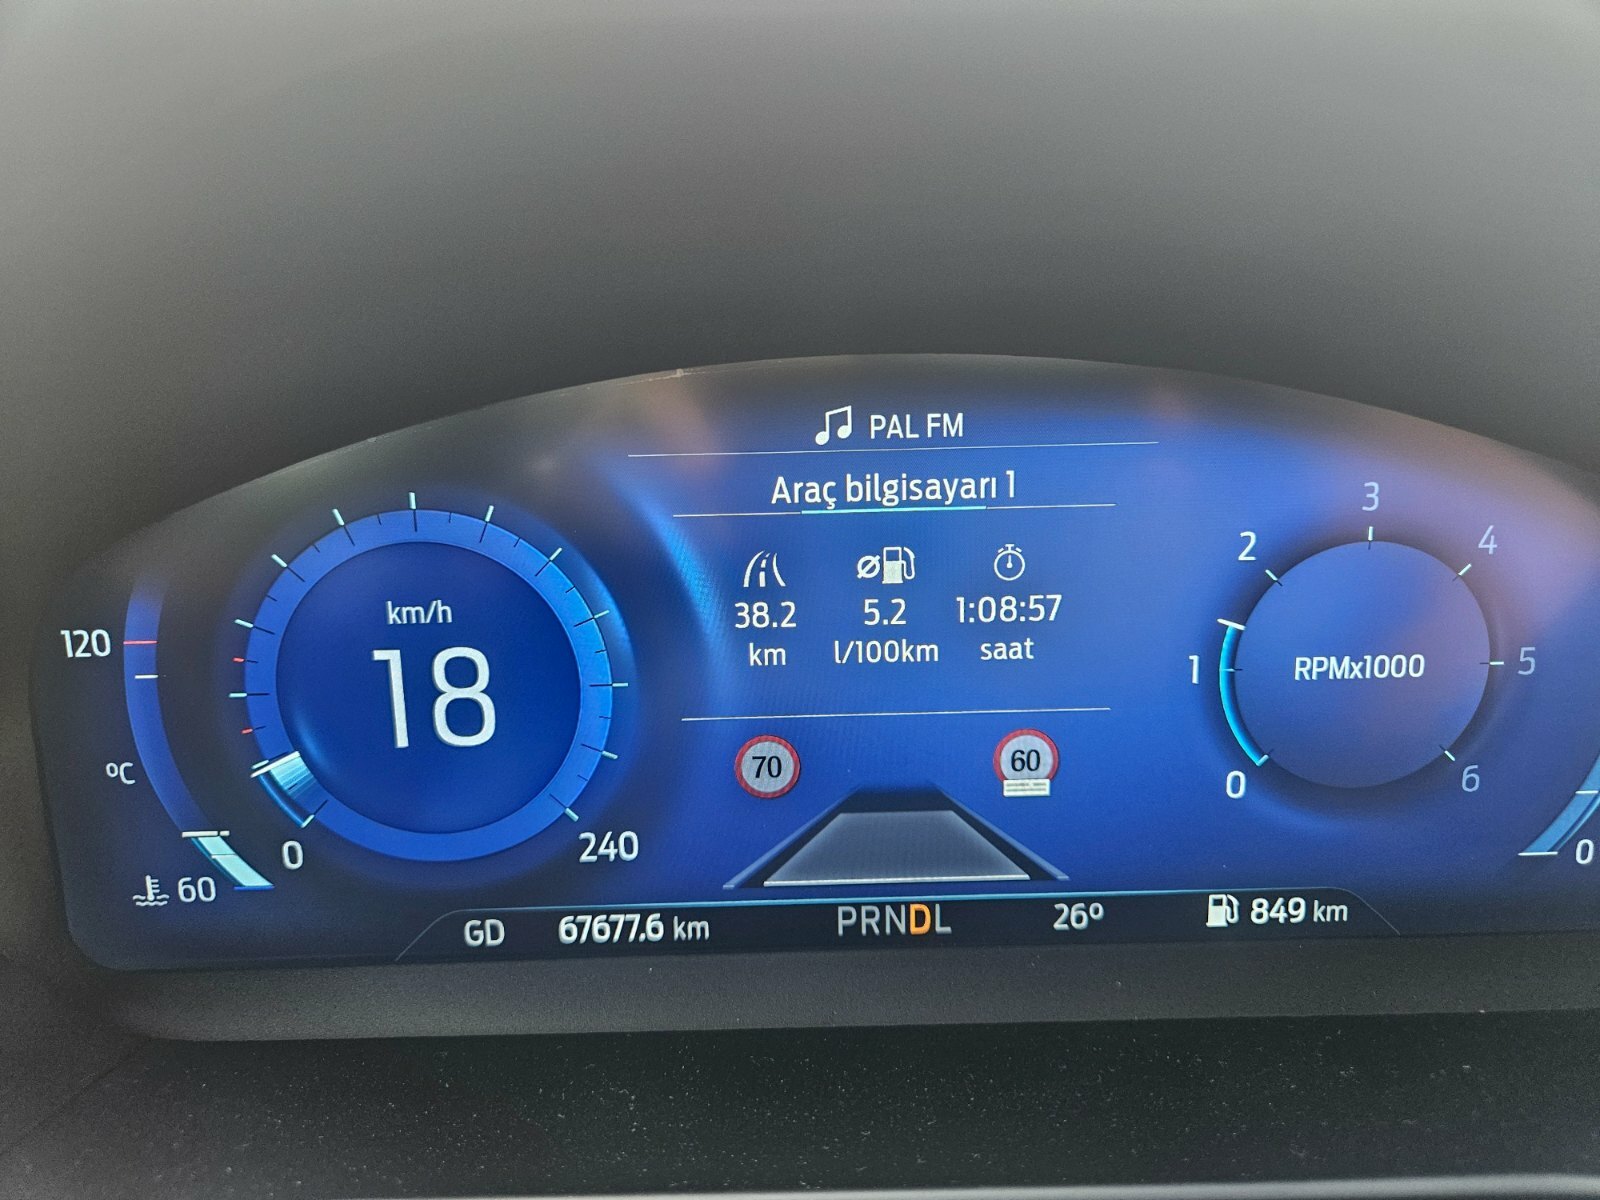 PAL FM
Araç bilgisayarı 1
38.2 5.2 1:08:57
km l/100km saat
km/h
18
0 240
120
°C
60
70 60
0 1 2 3 4 5 6
RPMx1000
0
GD 67677.6 km PRNDL 26° 849 km